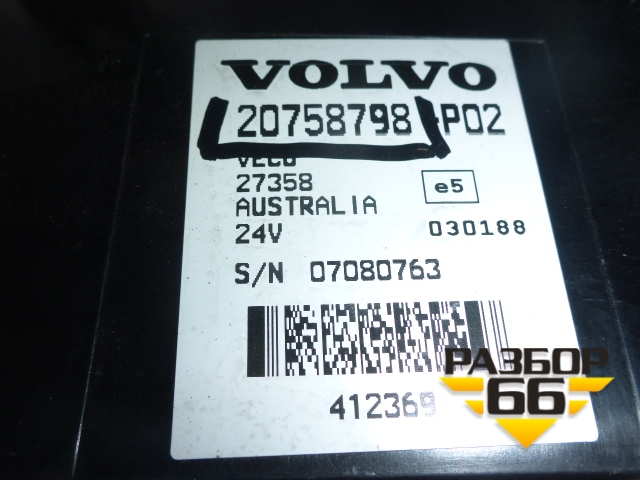 VOLVO
20758798 P02
VECU
27358 e5
AUSTRALIA
24V 030188
S/N 07080763
412369
РАЗБОР
66